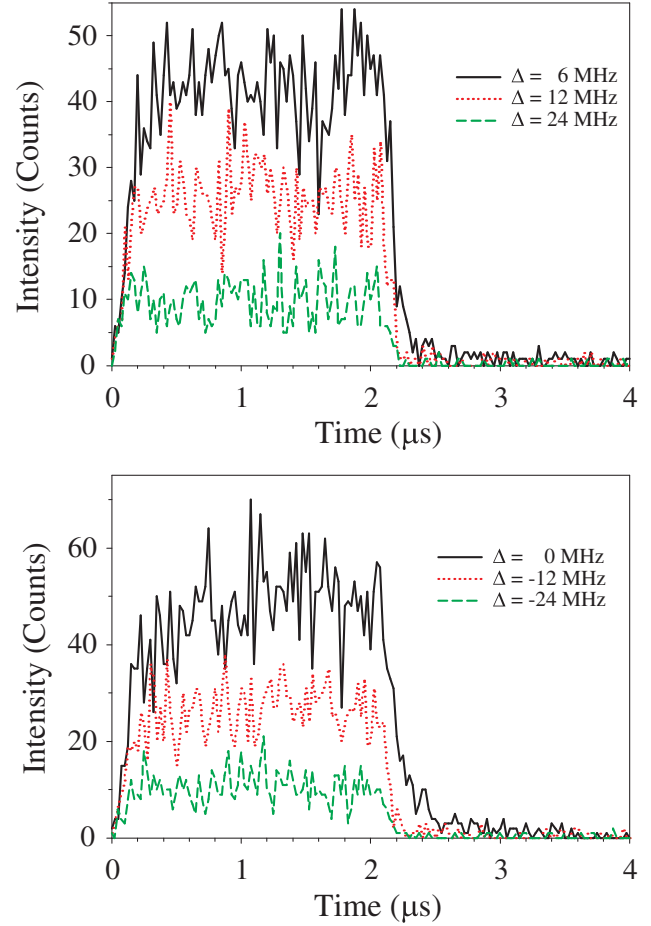 Intensity (Counts)
50
40
30
20
10
0
Δ = 6 MHz
Δ = 12 MHz
Δ = 24 MHz
0 1 2 3 4
Time (μs)
Intensity (Counts)
60
40
20
0
Δ = 0 MHz
Δ = -12 MHz
Δ = -24 MHz
0 1 2 3 4
Time (μs)